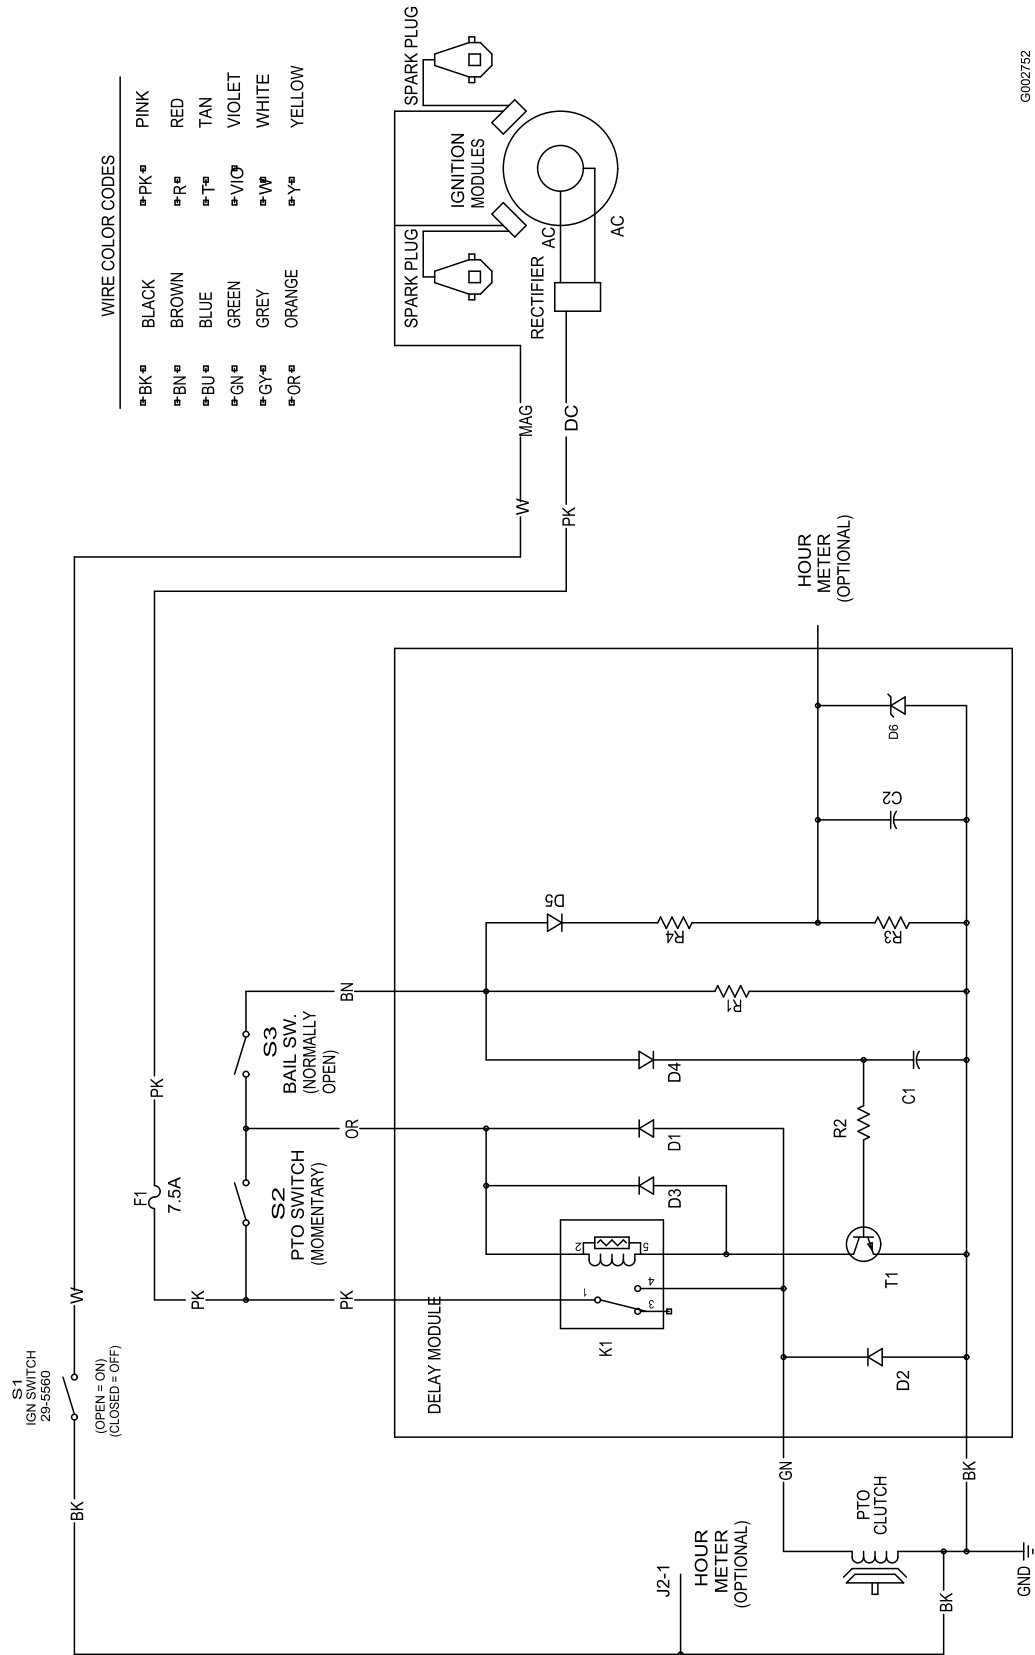 WIRE COLOR CODES
BK BLACK
BN BROWN
BU BLUE
GN GREEN
GY GREY
OR ORANGE
PK PINK
R RED
T TAN
VIO VIOLET
W WHITE
Y YELLOW
SPARK PLUG
SPARK PLUG
IGNITION
MODULES
AC
AC
RECTIFIER
MAG
DC
W
PK
G002752
HOUR
METER
(OPTIONAL)
PK
F1
7.5A
S3
BAIL SW.
(NORMALLY
OPEN)
BN
OR
S2
PTO SWITCH
(MOMENTARY)
PK
PK
W
S1
IGN SWITCH
29-5560
(OPEN = ON)
(CLOSED = OFF)
BK
DELAY MODULE
K1
1
2
5
4
3
D5
R4
R3
C2
D6
R1
D4
C1
D1
R2
D3
T1
D2
GN
BK
PTO
CLUTCH
J2-1
HOUR
METER
(OPTIONAL)
BK
GND